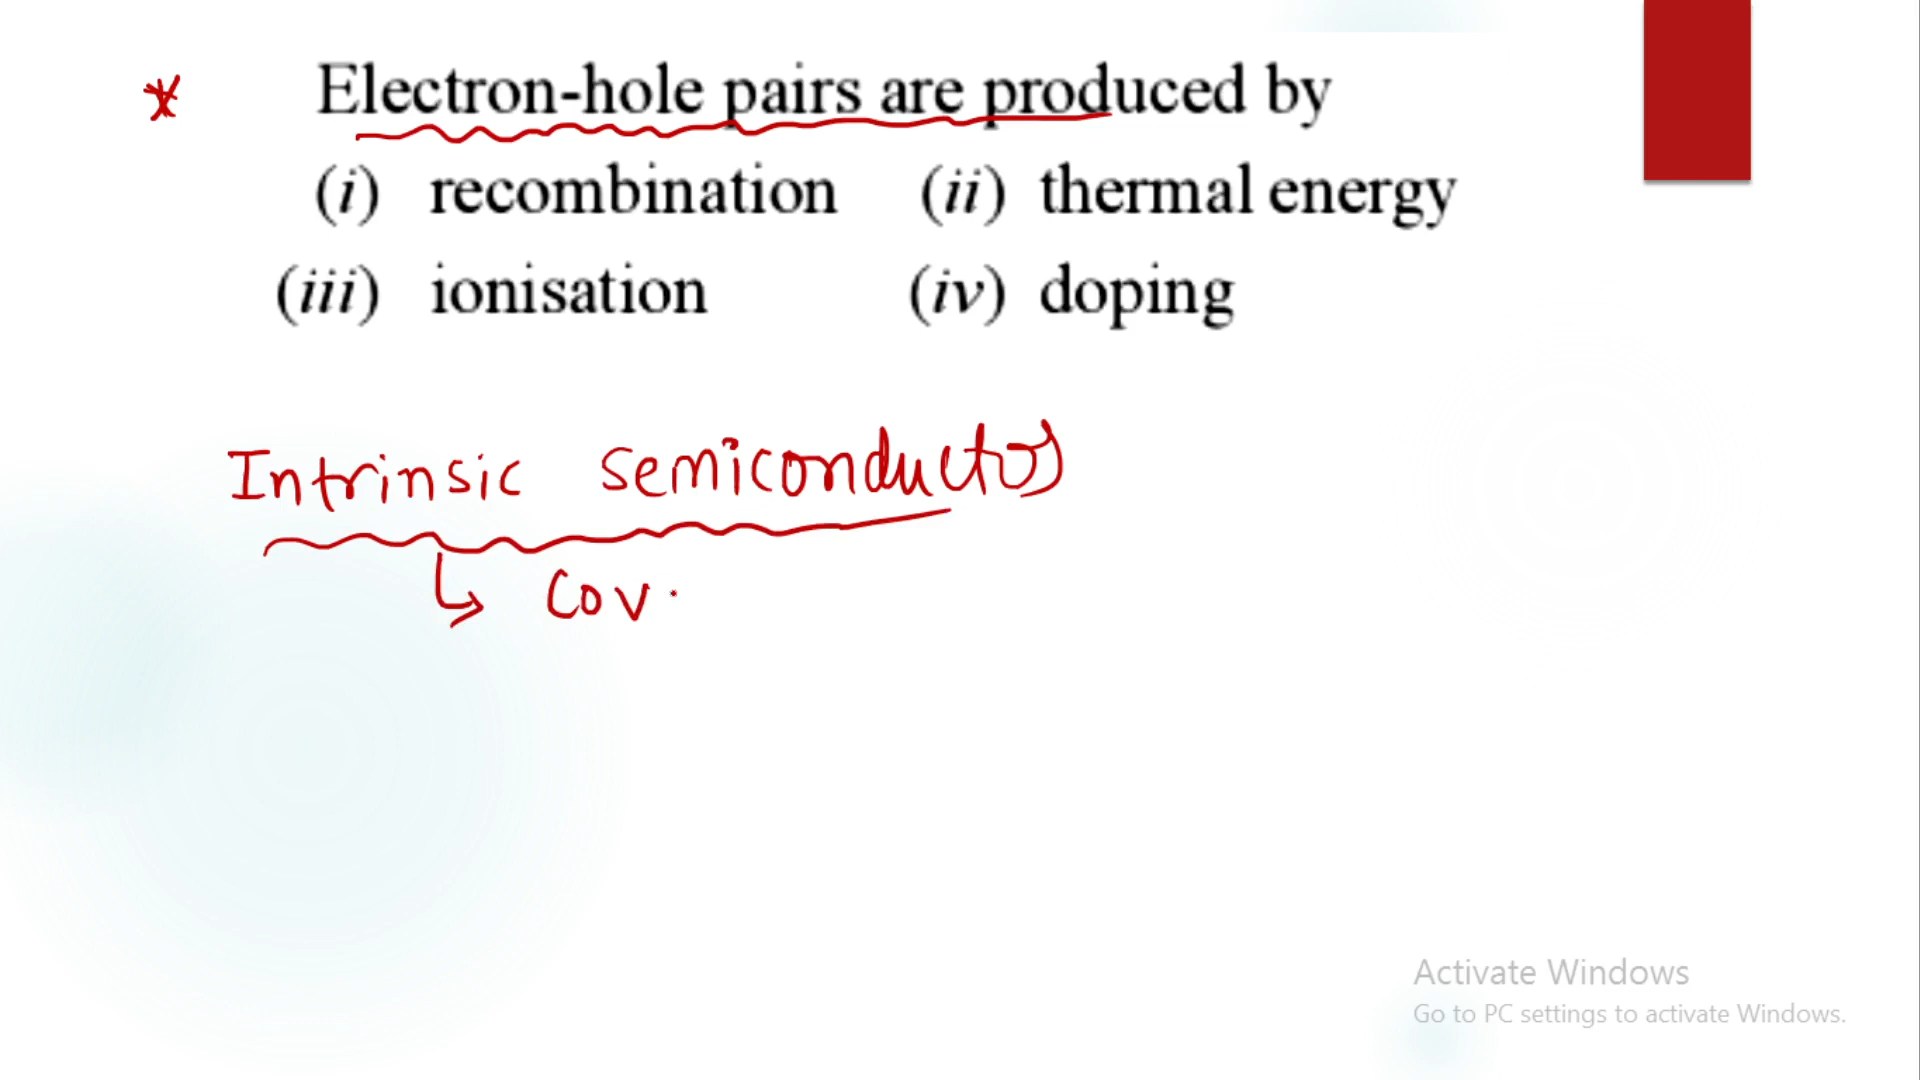 * Electron-hole pairs are produced by
(i) recombination (ii) thermal energy
(iii) ionisation (iv) doping
Intrinsic semiconductor
↳ Cov.
Activate Windows
Go to PC settings to activate Windows.